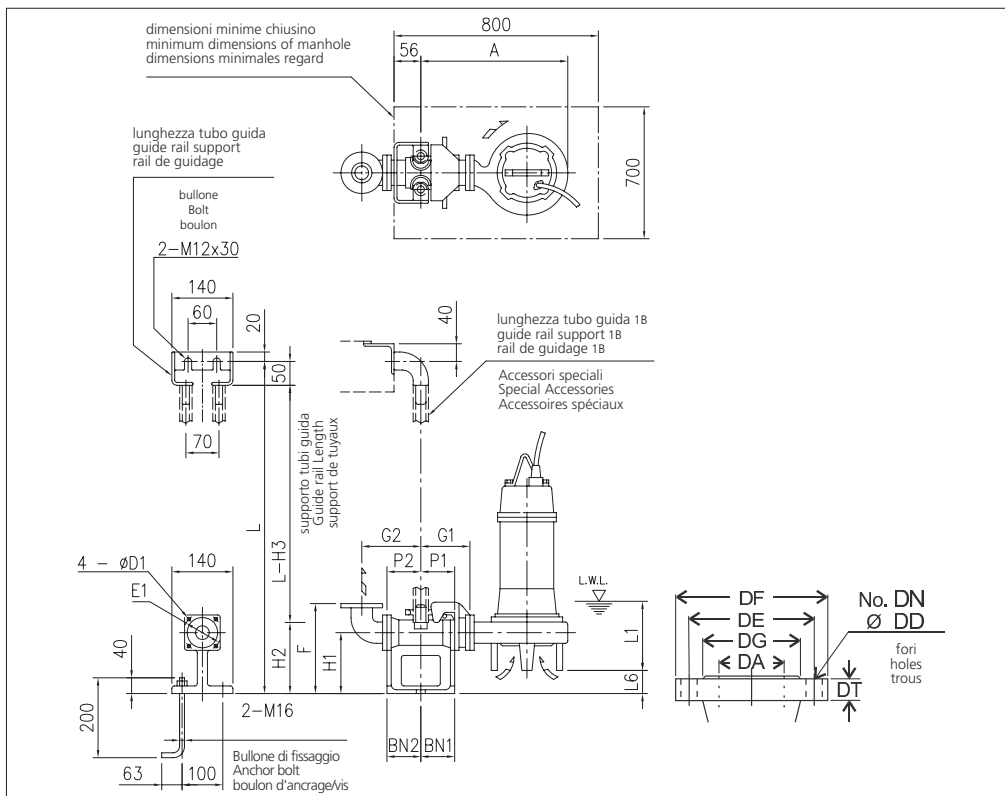 dimensioni minime chiusino
minimum dimensions of manhole
dimensions minimales regard
800
56
A
700
lunghezza tubo guida
guide rail support
rail de guidage
bullone
Bolt
boulon
2-M12x30
140
60
20
50
70
40
lunghezza tubo guida 1B
guide rail support 1B
rail de guidage 1B
Accessori speciali
Special Accessories
Accessoires spéciaux
supporto tubi guida
Guide rail Length
support de tuyaux
L
L-H3
4 - ØD1
E1
140
40
200
H2
F
H1
G2
G1
P2
P1
L.W.L.
L1
L6
2-M16
63
100
Bullone di fissaggio
Anchor bolt
boulon d'ancrage/vis
BN2
BN1
DF
DE
DG
DA
DT
No. DN
Ø DD
fori
holes
trous